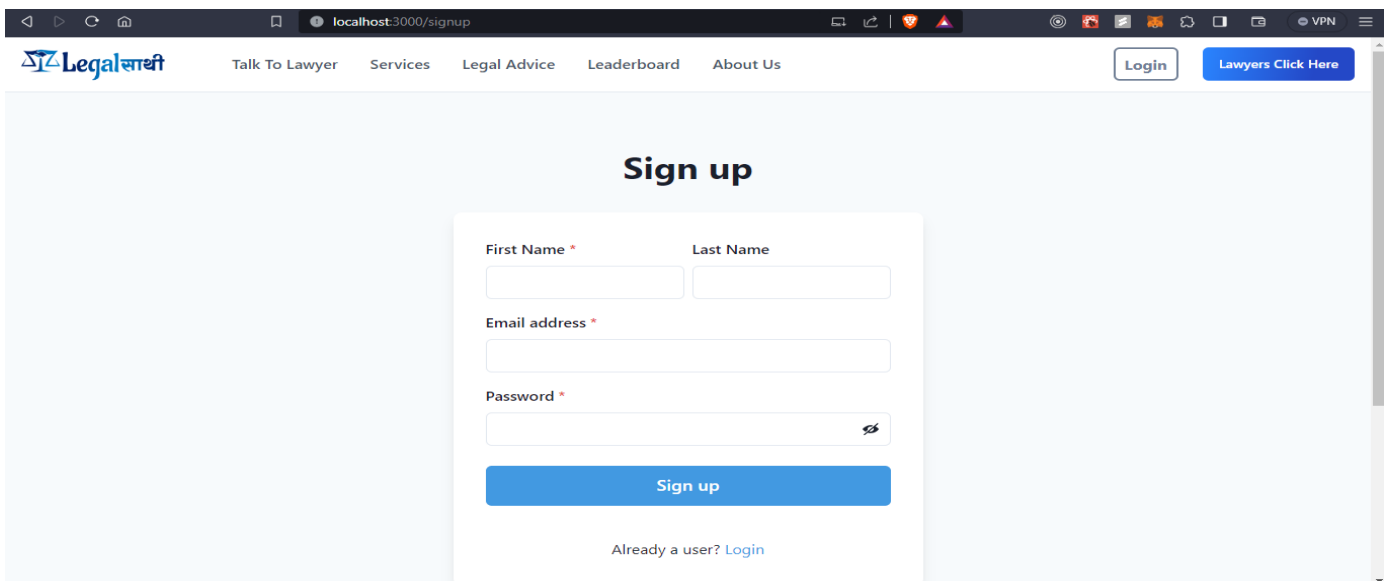 localhost:3000/signup
VPN
Legalसाथी Talk To Lawyer Services Legal Advice Leaderboard About Us Login Lawyers Click Here
Sign up
First Name * Last Name
Email address *
Password *
Sign up
Already a user? Login